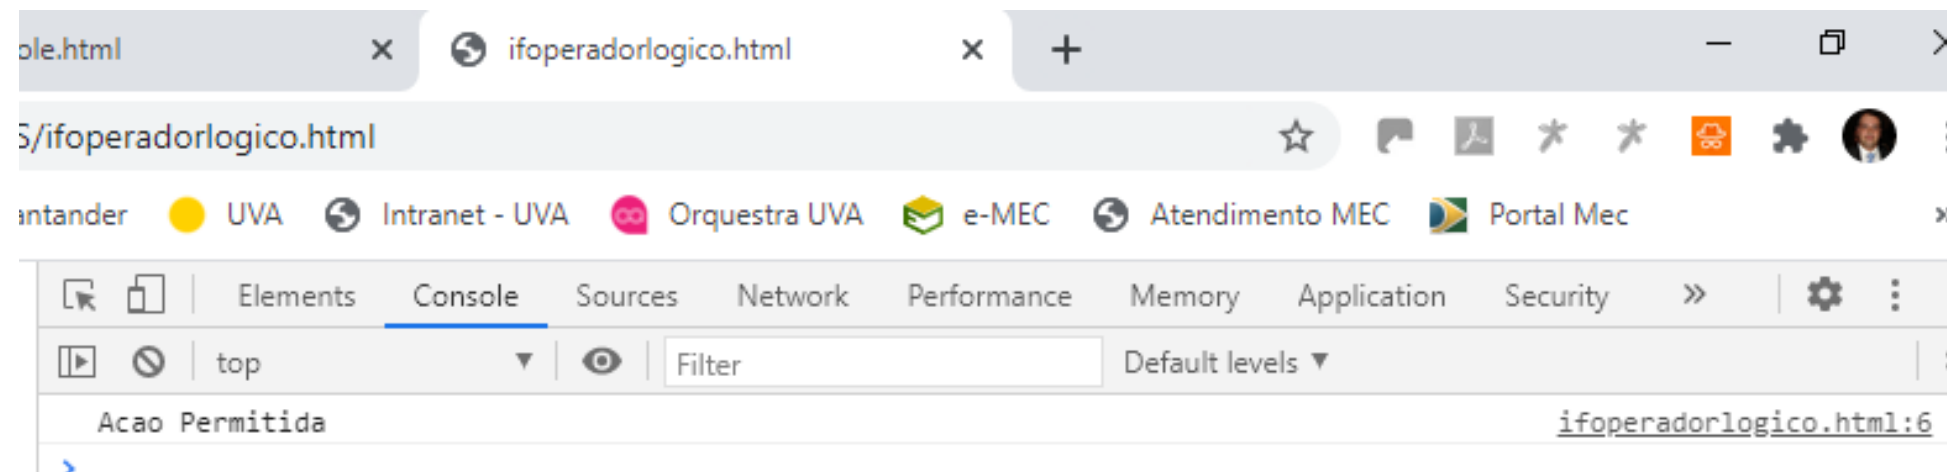 ole.html ifoperadorlogico.html
S/ifoperadorlogico.html
antander UVA Intranet - UVA Orquestra UVA e-MEC Atendimento MEC Portal Mec »
Elements Console Sources Network Performance Memory Application Security »
top Filter Default levels
Acao Permitida ifoperadorlogico.html:6
>